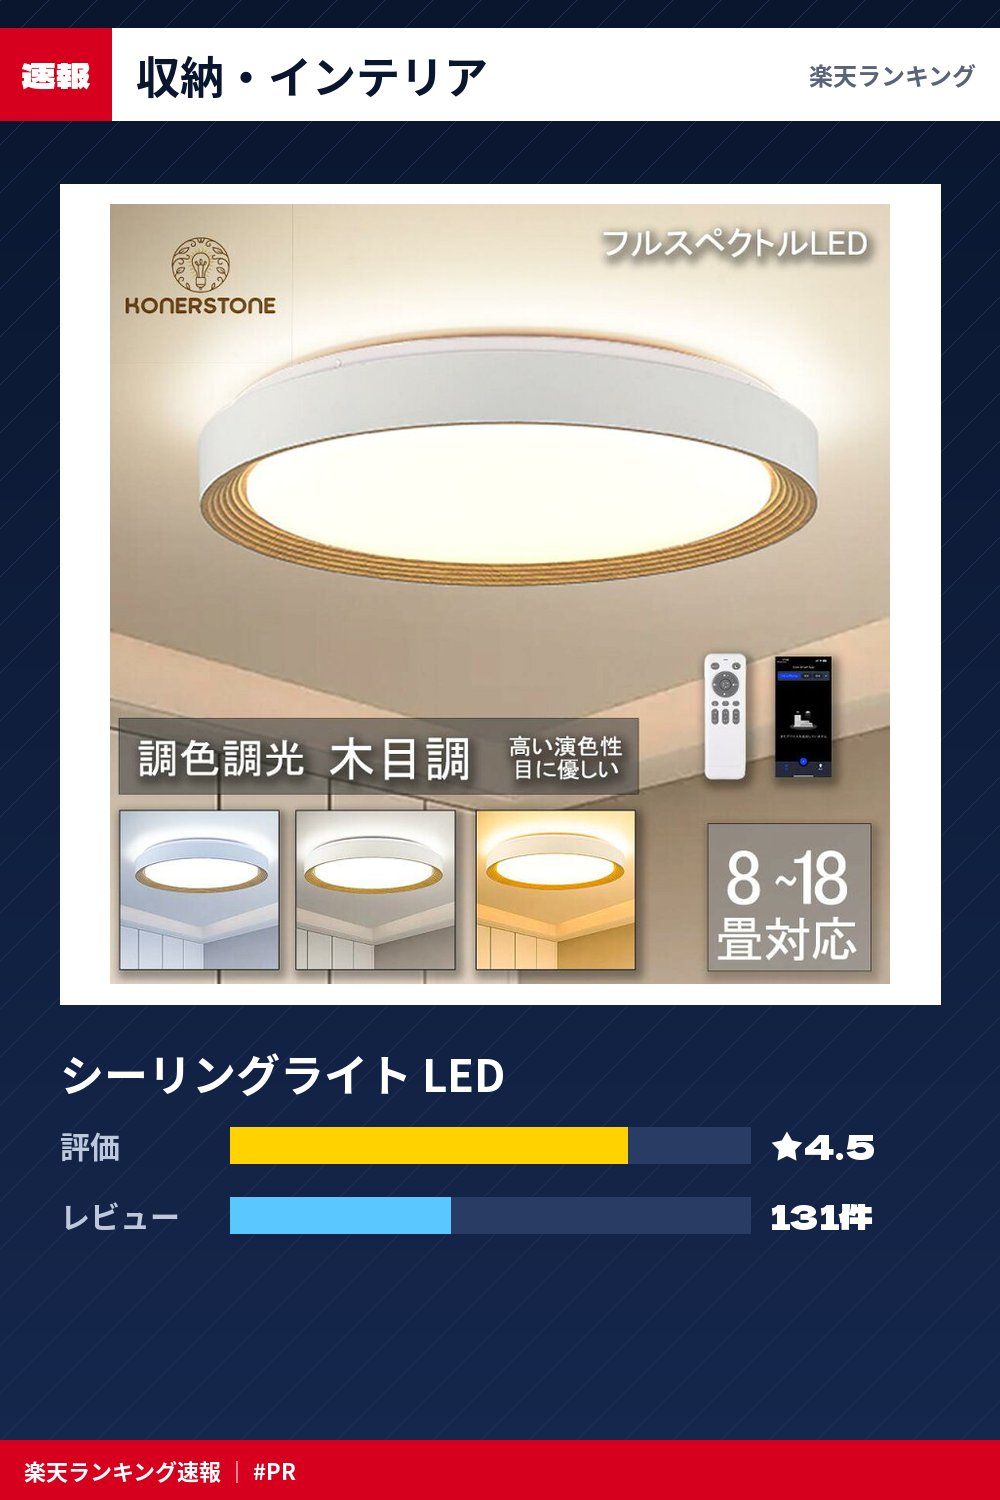 速報
収納・インテリア
楽天ランキング
フルスペクトルLED
KONERSTONE
調色調光 木目調 高い演色性
目に優しい
8~18
畳対応
シーリングライト LED
評価 ★4.5
レビュー 131件
楽天ランキング速報｜#PR